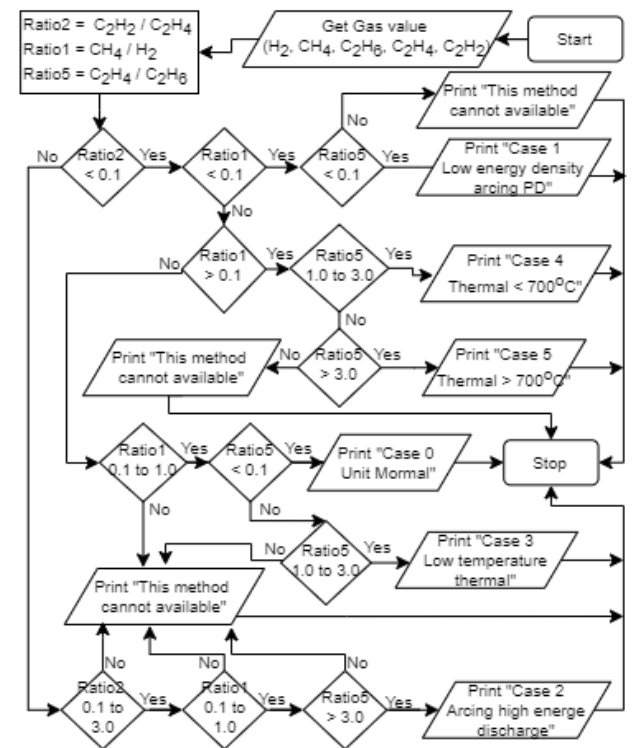 Ratio2 = C₂H₂ / C₂H₄
Ratio1 = CH₄ / H₂
Ratio5 = C₂H₄ / C₂H₆
Get Gas value
(H₂, CH₄, C₂H₆, C₂H₄, C₂H₂)
Start
Print "This method
cannot available"
No
No
Ratio2
< 0.1
Yes
Ratio1
< 0.1
Yes
Ratio5
< 0.1
Yes
Print "Case 1
Low energy density
arcing PD"
No
No
Ratio1
> 0.1
Yes
Ratio5
1.0 to 3.0
Yes
Print "Case 4
Thermal < 700⁰C"
No
Print "This method
cannot available"
No
Ratio5
> 3.0
Yes
Print "Case 5
Thermal > 700⁰C"
Ratio1
0.1 to 1.0
Yes
Ratio5
< 0.1
Yes
Print "Case 0
Unit Mormal"
Stop
No
No
No
Ratio5
1.0 to 3.0
Yes
Print "Case 3
Low temperature
thermal"
Print "This method
cannot available"
No
No
No
Ratio2
0.1 to
3.0
Yes
Ratio1
0.1 to
1.0
Yes
Ratio5
> 3.0
Yes
Print "Case 2
Arcing high energe
discharge"